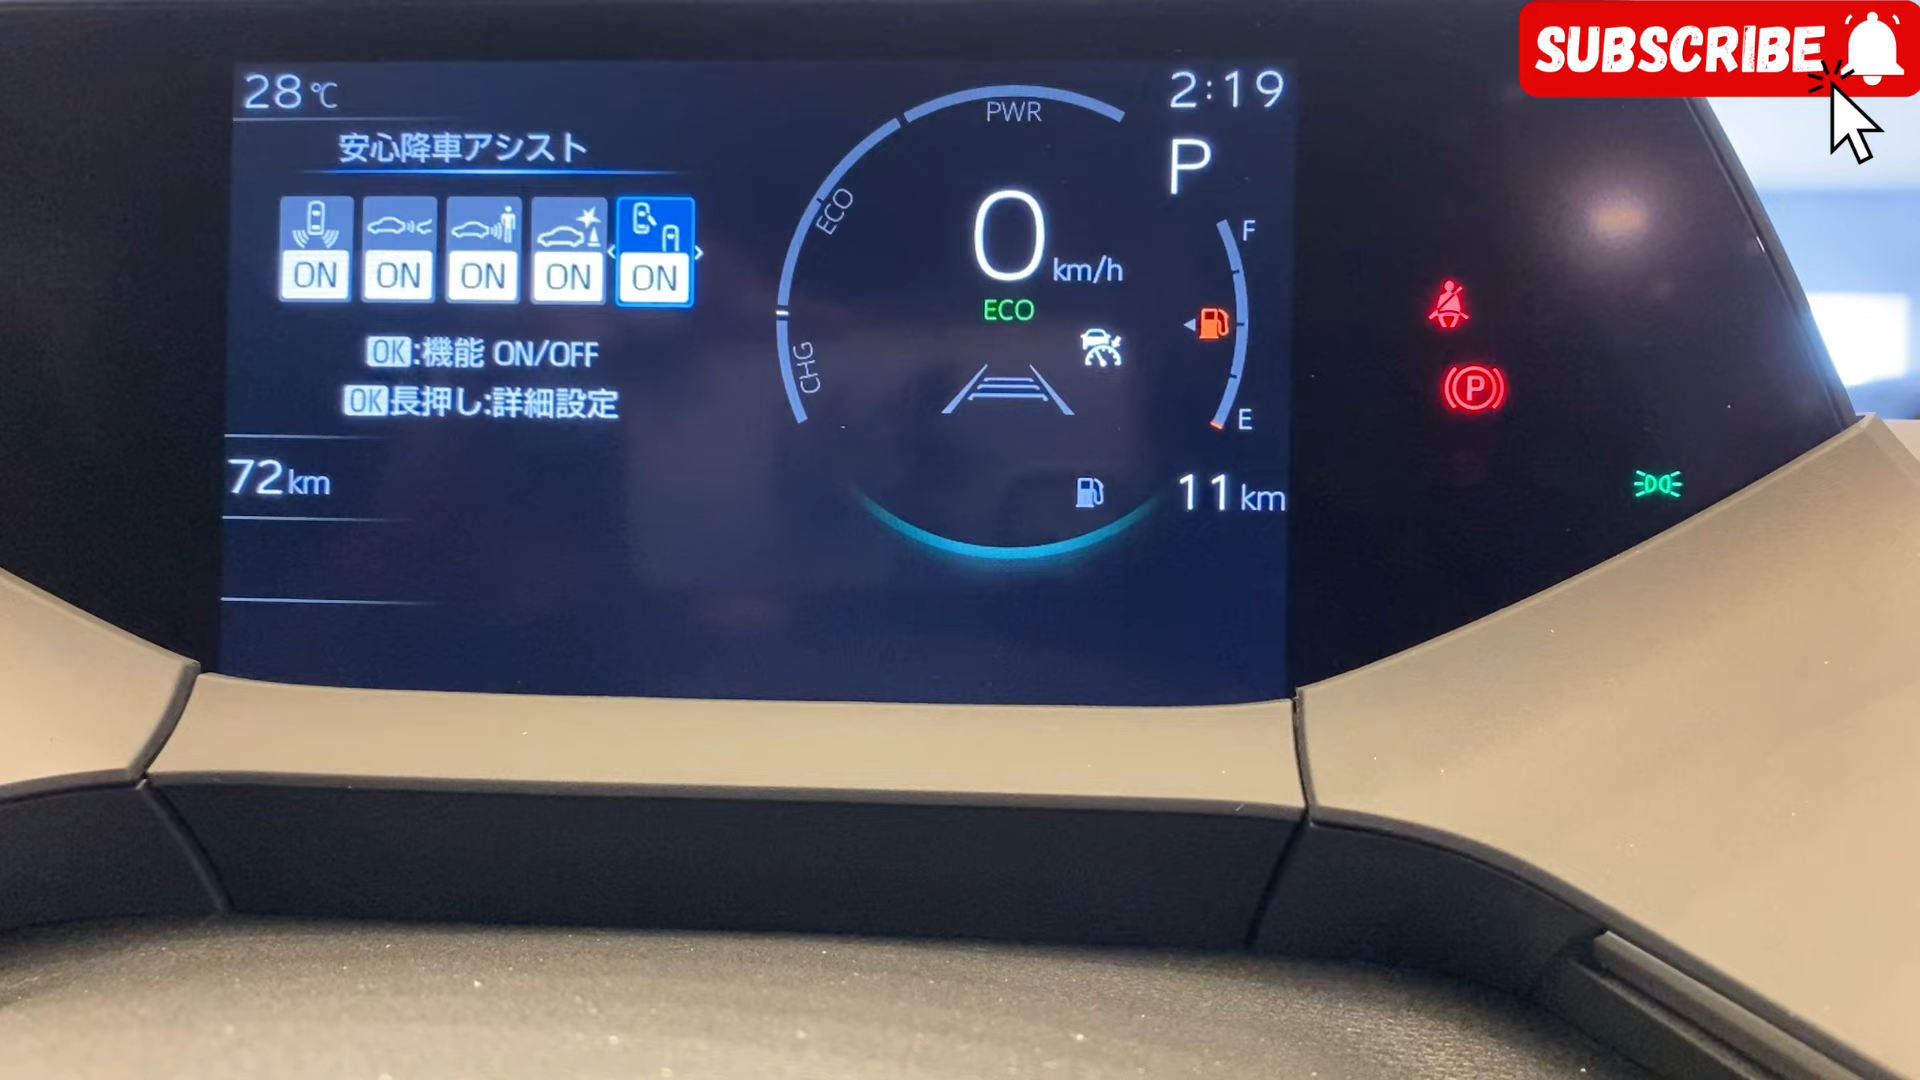 SUBSCRIBE
28℃
2:19
安心降車アシスト
PWR
P
ECO
ON ON ON ON ON
0 km/h
F
ECO
OK:機能 ON/OFF
CHG
OK長押し:詳細設定
E
72km
11km
P